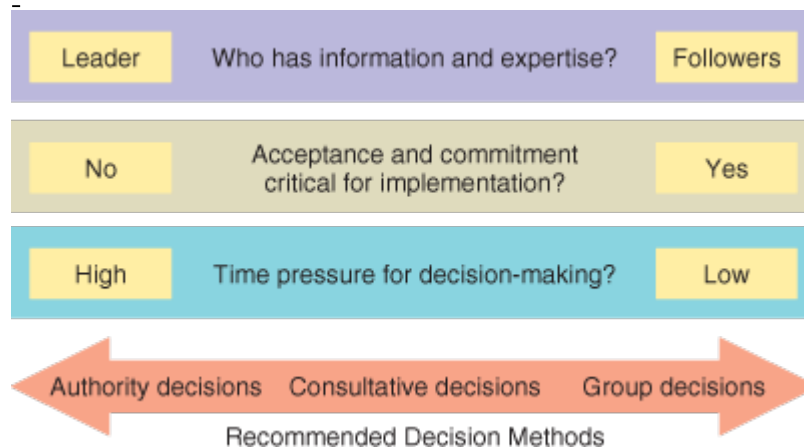 Leader Who has information and expertise? Followers
No Acceptance and commitment critical for implementation? Yes
High Time pressure for decision-making? Low
Authority decisions Consultative decisions Group decisions
Recommended Decision Methods